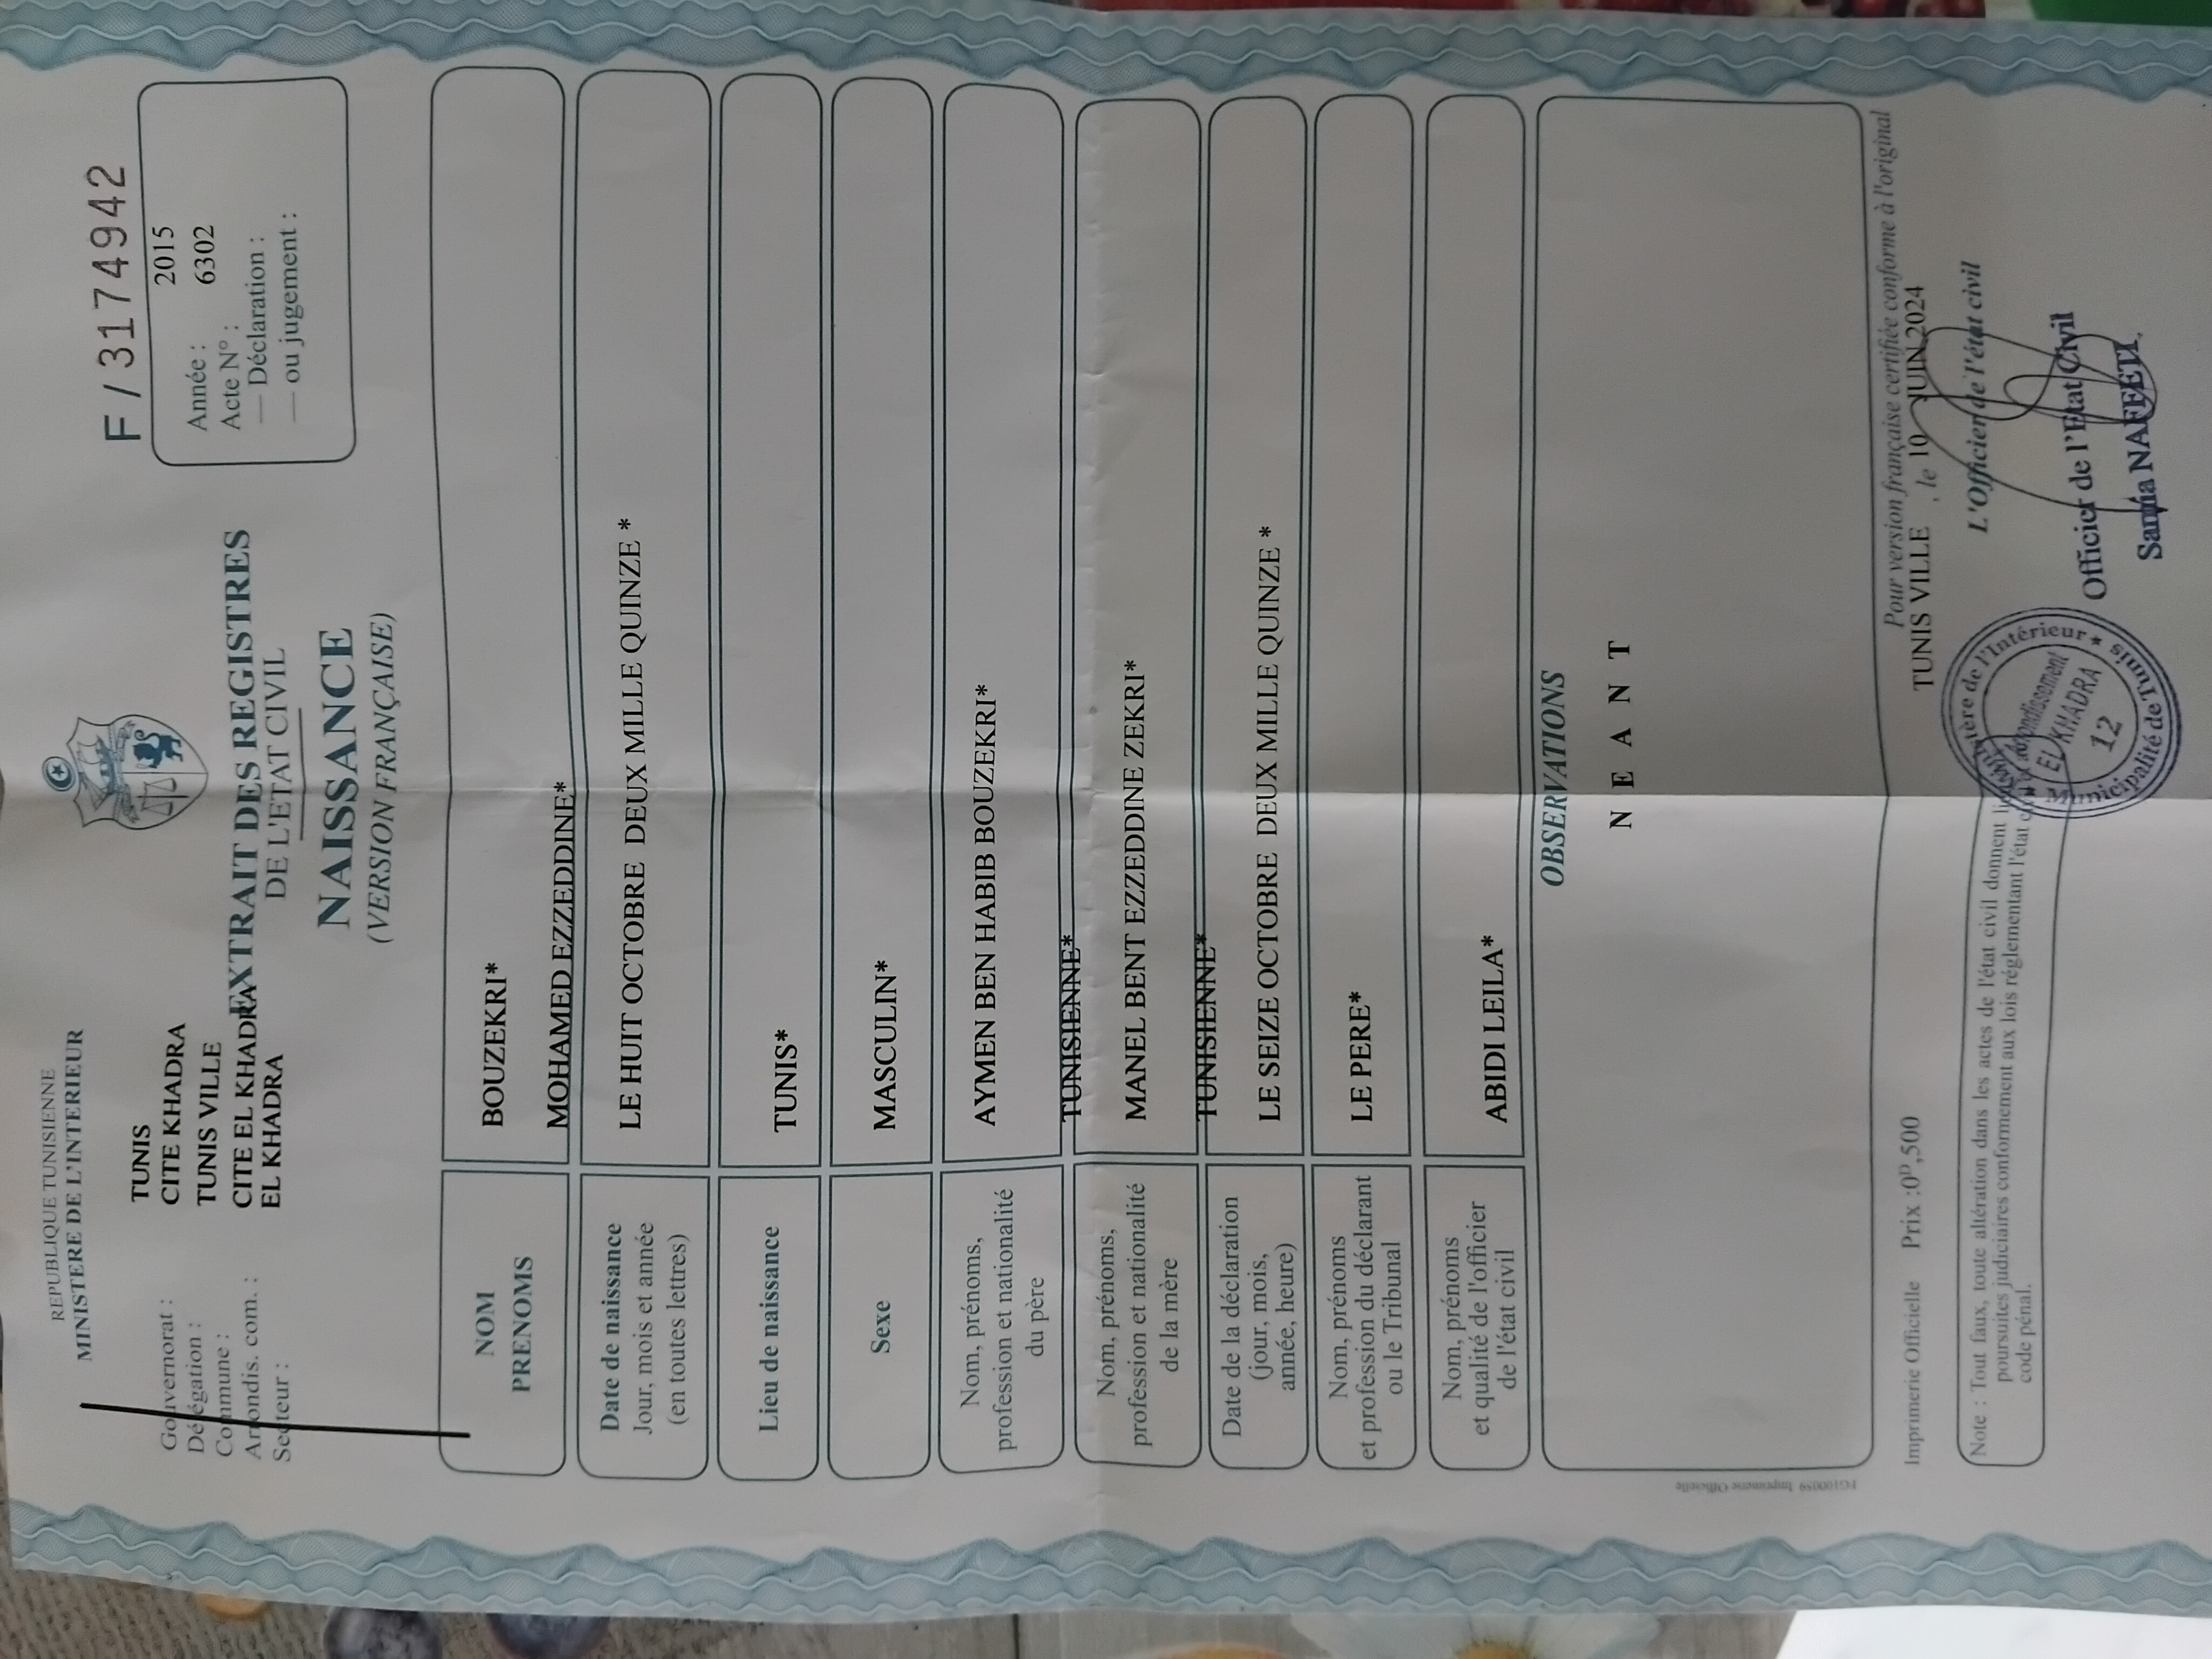 REPUBLIQUE TUNISIENNE
MINISTERE DE L'INTERIEUR
F / 3174942
Gouvernorat : TUNIS
Délégation : CITE KHADRA
Commune : TUNIS VILLE
Arrondis. com. : CITE EL KHADRA
Secteur : EL KHADRA
Année : 2015
Acte N° : 6302
— Déclaration :
— ou jugement :
EXTRAIT DES REGISTRES
DE L'ETAT CIVIL
NAISSANCE
(VERSION FRANÇAISE)
NOM BOUZEKRI*
PRENOMS MOHAMED EZZEDDINE*
Date de naissance
Jour, mois et année
(en toutes lettres)
LE HUIT OCTOBRE DEUX MILLE QUINZE *
Lieu de naissance TUNIS*
Sexe MASCULIN*
Nom, prénoms,
profession et nationalité
du père
AYMEN BEN HABIB BOUZEKRI*
TUNISIENNE*
Nom, prénoms,
profession et nationalité
de la mère
MANEL BENT EZZEDDINE ZEKRI*
TUNISIENNE*
Date de la déclaration
(jour, mois,
année, heure)
LE SEIZE OCTOBRE DEUX MILLE QUINZE *
Nom, prénoms
et profession du déclarant
ou le Tribunal
LE PERE*
Nom, prénoms
et qualité de l'officier
de l'état civil
ABIDI LEILA*
OBSERVATIONS
N E A N T
FG100059 Imprimerie Officielle
Pour version française certifiée conforme à l'original
Imprimerie Officielle Prix :0ᴰ,500
TUNIS VILLE , le 10 JUIN 2024
L'Officier de l'état civil
Note : Tout faux, toute altération dans les actes de l'état civil donnent
poursuites judiciaires conformement aux lois réglementant l'état
code pénal.
de l'Intérieur
Arrondissement
EL KHADRA
12
Municipalité de Tunis
Officier de l'Etat Civil
Samia NAFFETI